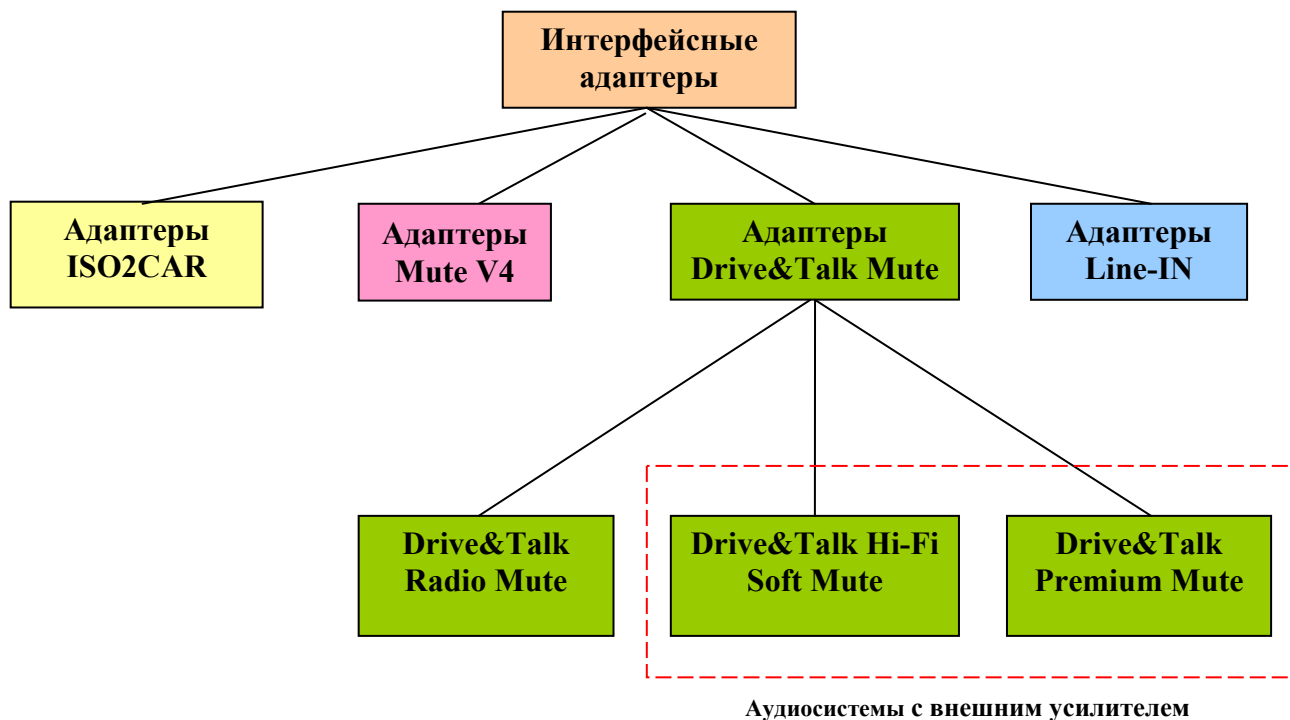 Интерфейсные
адаптеры
Адаптеры
ISO2CAR
Адаптеры
Mute V4
Адаптеры
Drive&Talk Mute
Адаптеры
Line-IN
Drive&Talk
Radio Mute
Drive&Talk Hi-Fi
Soft Mute
Drive&Talk
Premium Mute
Аудиосистемы с внешним усилителем